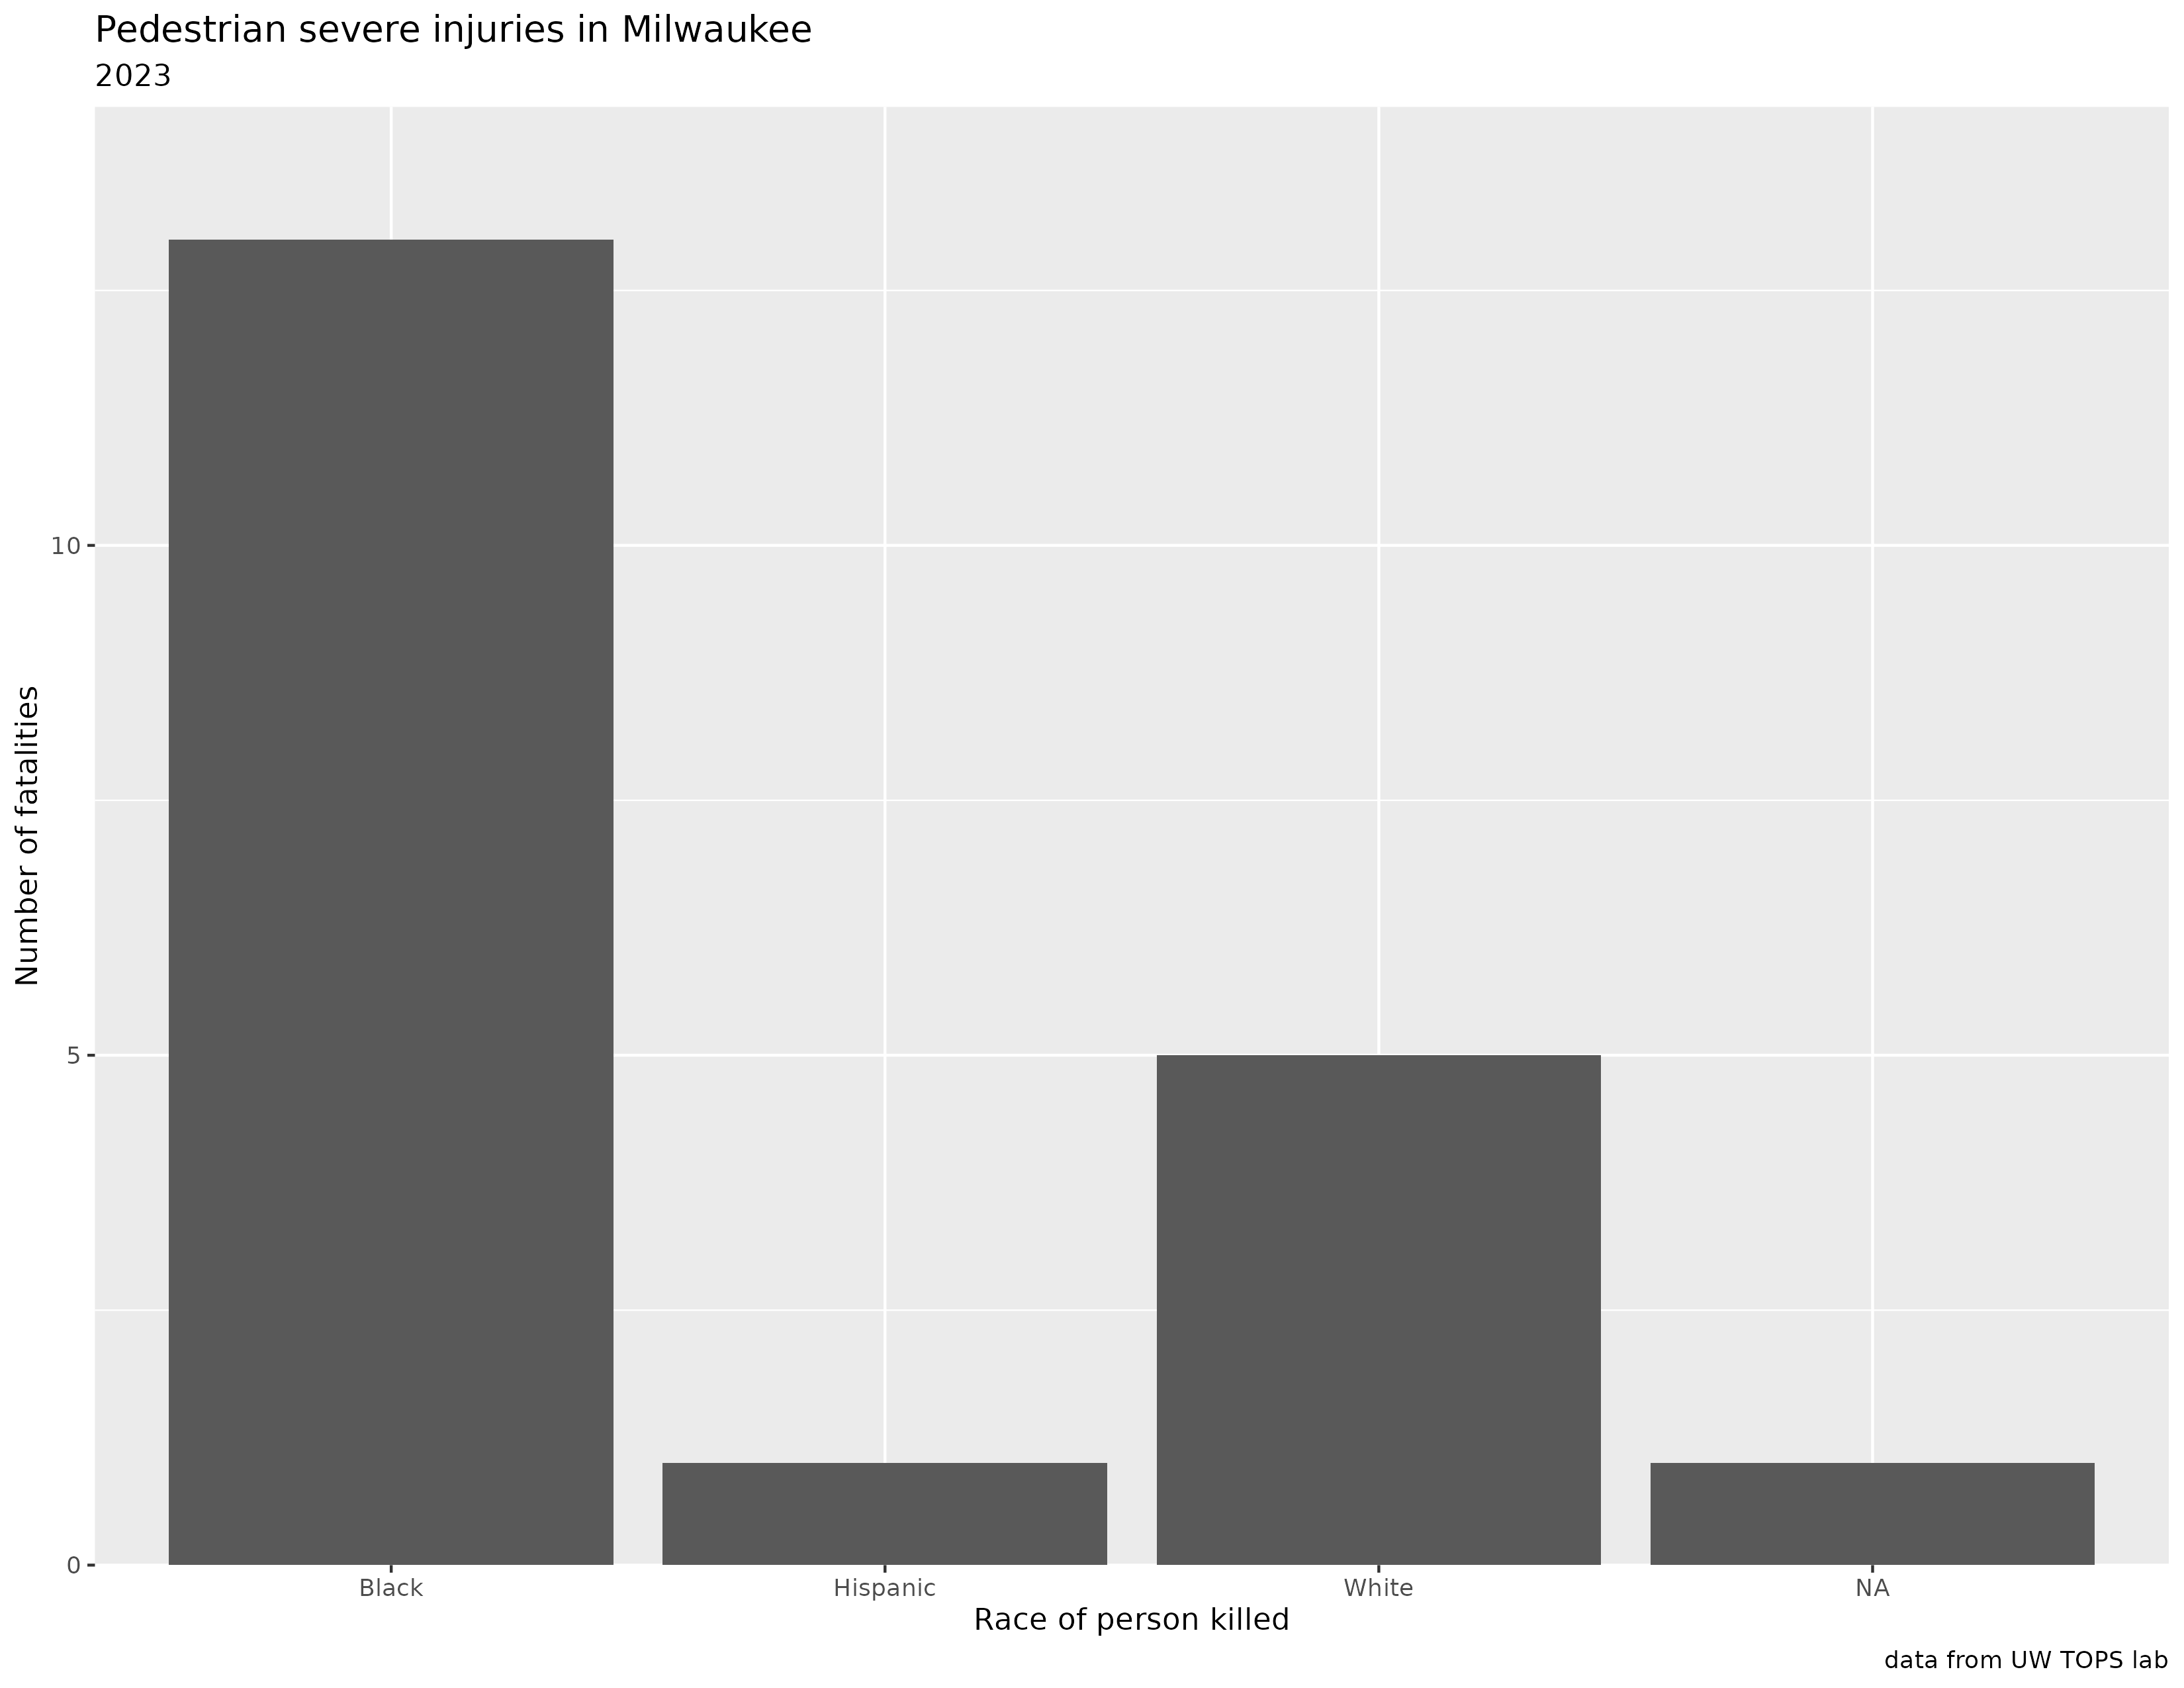 Pedestrian severe injuries in Milwaukee
2023
Number of fatalities
10
5
0
Black
Hispanic
White
NA
Race of person killed
data from UW TOPS lab